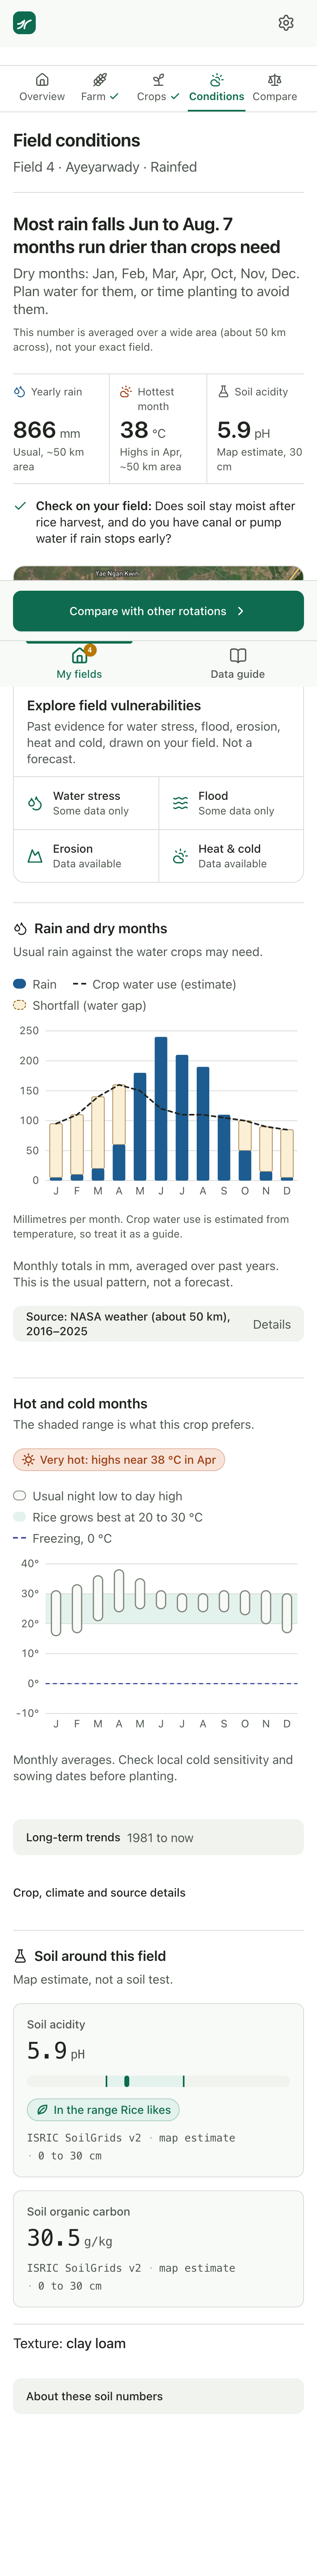 Overview
Farm
Crops
Conditions
Compare
Field conditions
Field 4 · Ayeyarwady · Rainfed
Most rain falls Jun to Aug. 7
months run drier than crops need
Dry months: Jan, Feb, Mar, Apr, Oct, Nov, Dec.
Plan water for them, or time planting to avoid
them.
This number is averaged over a wide area (about 50 km
across), not your exact field.
Yearly rain
866 mm
Usual, ~50 km
area
Hottest
month
38 °C
Highs in Apr,
~50 km area
Soil acidity
5.9 pH
Map estimate, 30
cm
Check on your field: Does soil stay moist after
rice harvest, and do you have canal or pump
water if rain stops early?
Yae Ngan Kwin
Compare with other rotations
4
My fields
Data guide
Explore field vulnerabilities
Past evidence for water stress, flood, erosion,
heat and cold, drawn on your field. Not a
forecast.
Water stress
Some data only
Flood
Some data only
Erosion
Data available
Heat & cold
Data available
Rain and dry months
Usual rain against the water crops may need.
Rain
Crop water use (estimate)
Shortfall (water gap)
250
200
150
100
50
0
J F M A M J J A S O N D
Millimetres per month. Crop water use is estimated from
temperature, so treat it as a guide.
Monthly totals in mm, averaged over past years.
This is the usual pattern, not a forecast.
Source: NASA weather (about 50 km),
2016–2025
Details
Hot and cold months
The shaded range is what this crop prefers.
Very hot: highs near 38 °C in Apr
Usual night low to day high
Rice grows best at 20 to 30 °C
Freezing, 0 °C
40°
30°
20°
10°
0°
-10°
J F M A M J J A S O N D
Monthly averages. Check local cold sensitivity and
sowing dates before planting.
Long-term trends 1981 to now
Crop, climate and source details
Soil around this field
Map estimate, not a soil test.
Soil acidity
5.9 pH
In the range Rice likes
ISRIC SoilGrids v2 · map estimate
· 0 to 30 cm
Soil organic carbon
30.5 g/kg
ISRIC SoilGrids v2 · map estimate
· 0 to 30 cm
Texture: clay loam
About these soil numbers